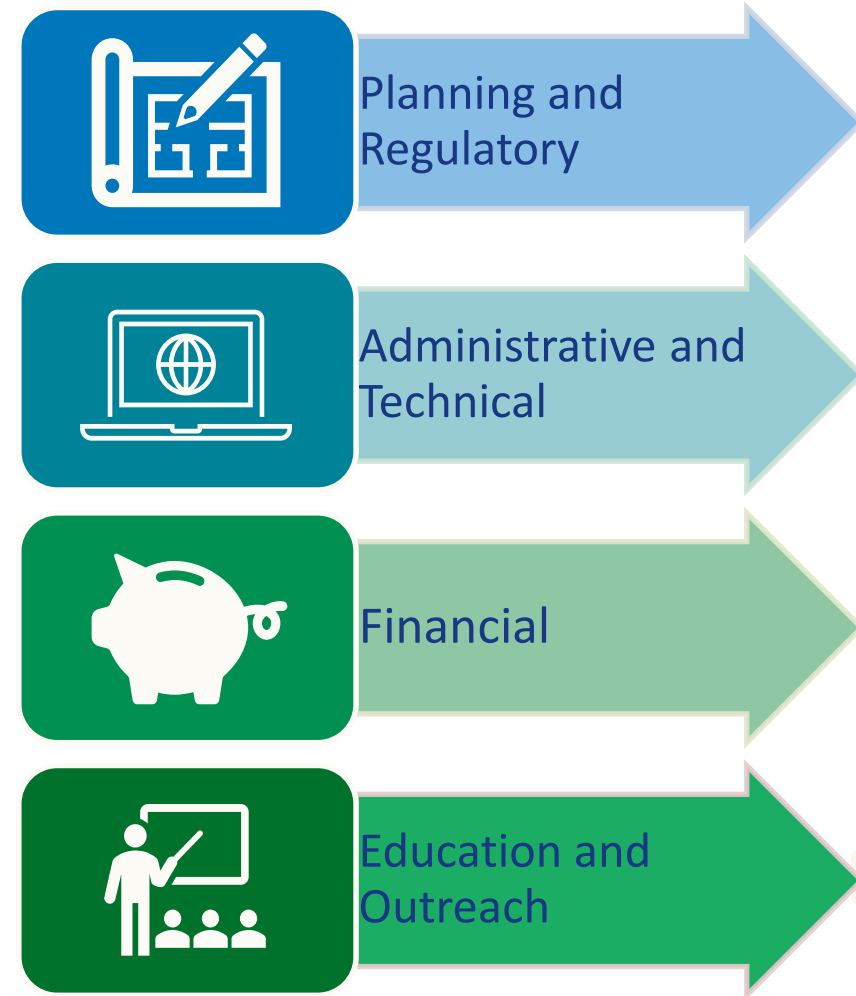 Planning and
Regulatory
Administrative and
Technical
Financial
Education and
Outreach